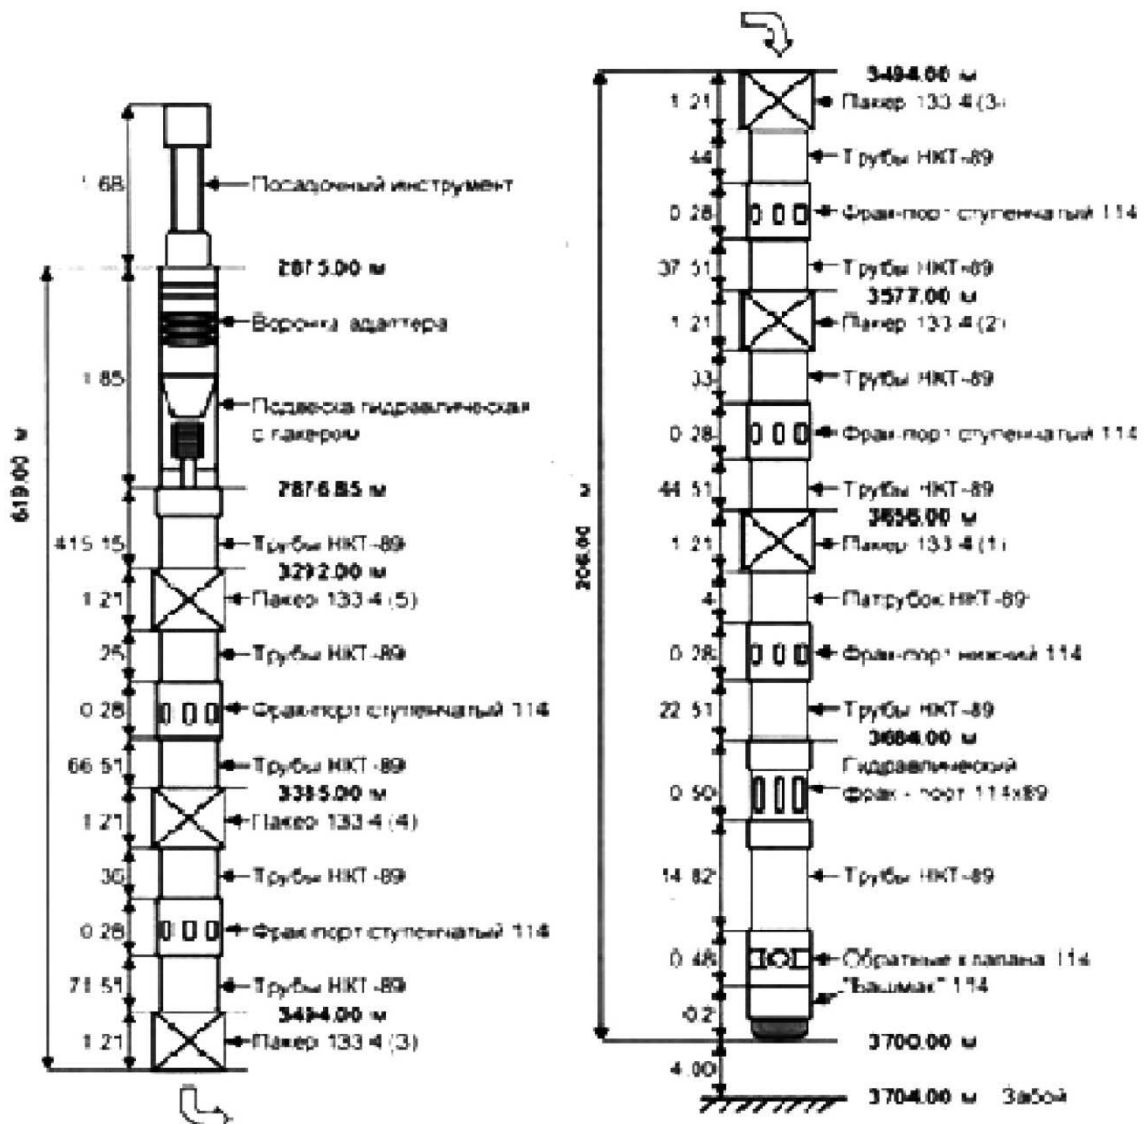 1.68
Посадочный инструмент
2875.00 м
Воронка адаптера
1.85
Подвеска гидравлическая
с пакером
619.00 м
2876.85 м
415.15
Трубы НКТ-89
3292.00 м
1.21
Пакер 133-4 (5)
25
Трубы НКТ-89
0.28
Фрак-порт ступенчатый 114
66.51
Трубы НКТ-89
3385.00 м
1.21
Пакер 133-4 (4)
36
Трубы НКТ-89
0.28
Фрак-порт ступенчатый 114
71.51
Трубы НКТ-89
3494.00 м
1.21
Пакер 133-4 (3)
3494.00 м
1.21
Пакер 133-4 (3)
44
Трубы НКТ-89
0.28
Фрак-порт ступенчатый 114
37.51
Трубы НКТ-89
3577.00 м
1.21
Пакер 133-4 (2)
33
Трубы НКТ-89
0.28
Фрак-порт ступенчатый 114
44.51
Трубы НКТ-89
206.00 м
3656.00 м
1.21
Пакер 133-4 (1)
4
Патрубок НКТ-89
0.28
Фрак-порт нижний 114
22.51
Трубы НКТ-89
3684.00 м
Гидравлический
0.50
Фрак - порт 114х89
14.82
Трубы НКТ-89
0.48
Обратные клапана 114
"Башмак" 114
0.2
3700.00 м
4.00
3704.00 м Забой